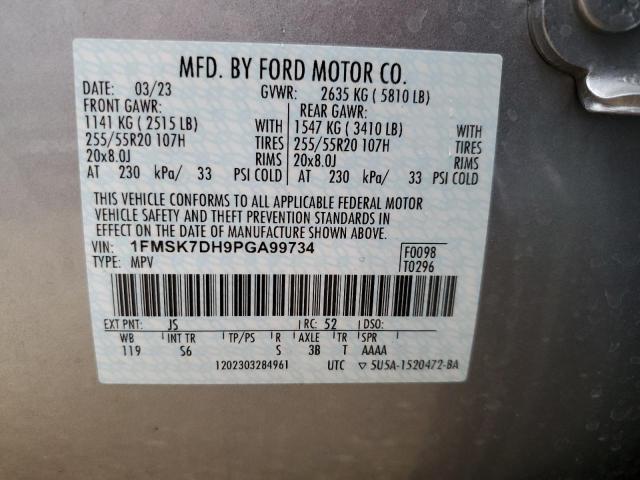 MFD. BY FORD MOTOR CO.
DATE: 03/23 GVWR: 2635 KG ( 5810 LB)
FRONT GAWR: REAR GAWR:
1141 KG ( 2515 LB) WITH 1547 KG ( 3410 LB) WITH
255/55R20 107H TIRES 255/55R20 107H TIRES
20x8.0J RIMS 20x8.0J RIMS
AT 230 kPa/ 33 PSI COLD AT 230 kPa/ 33 PSI COLD
THIS VEHICLE CONFORMS TO ALL APPLICABLE FEDERAL MOTOR
VEHICLE SAFETY AND THEFT PREVENTION STANDARDS IN
EFFECT ON THE DATE OF MANUFACTURE SHOWN ABOVE.
VIN: 1FMSK7DH9PGA99734 F0098
TYPE: MPV T0296
EXT PNT: JS RC: 52 DSO:
WB INT TR TP/PS R AXLE TR SPR
119 S6 S 3B T AAAA
1202303284961 UTC ▽ 5U5A-1520472-BA